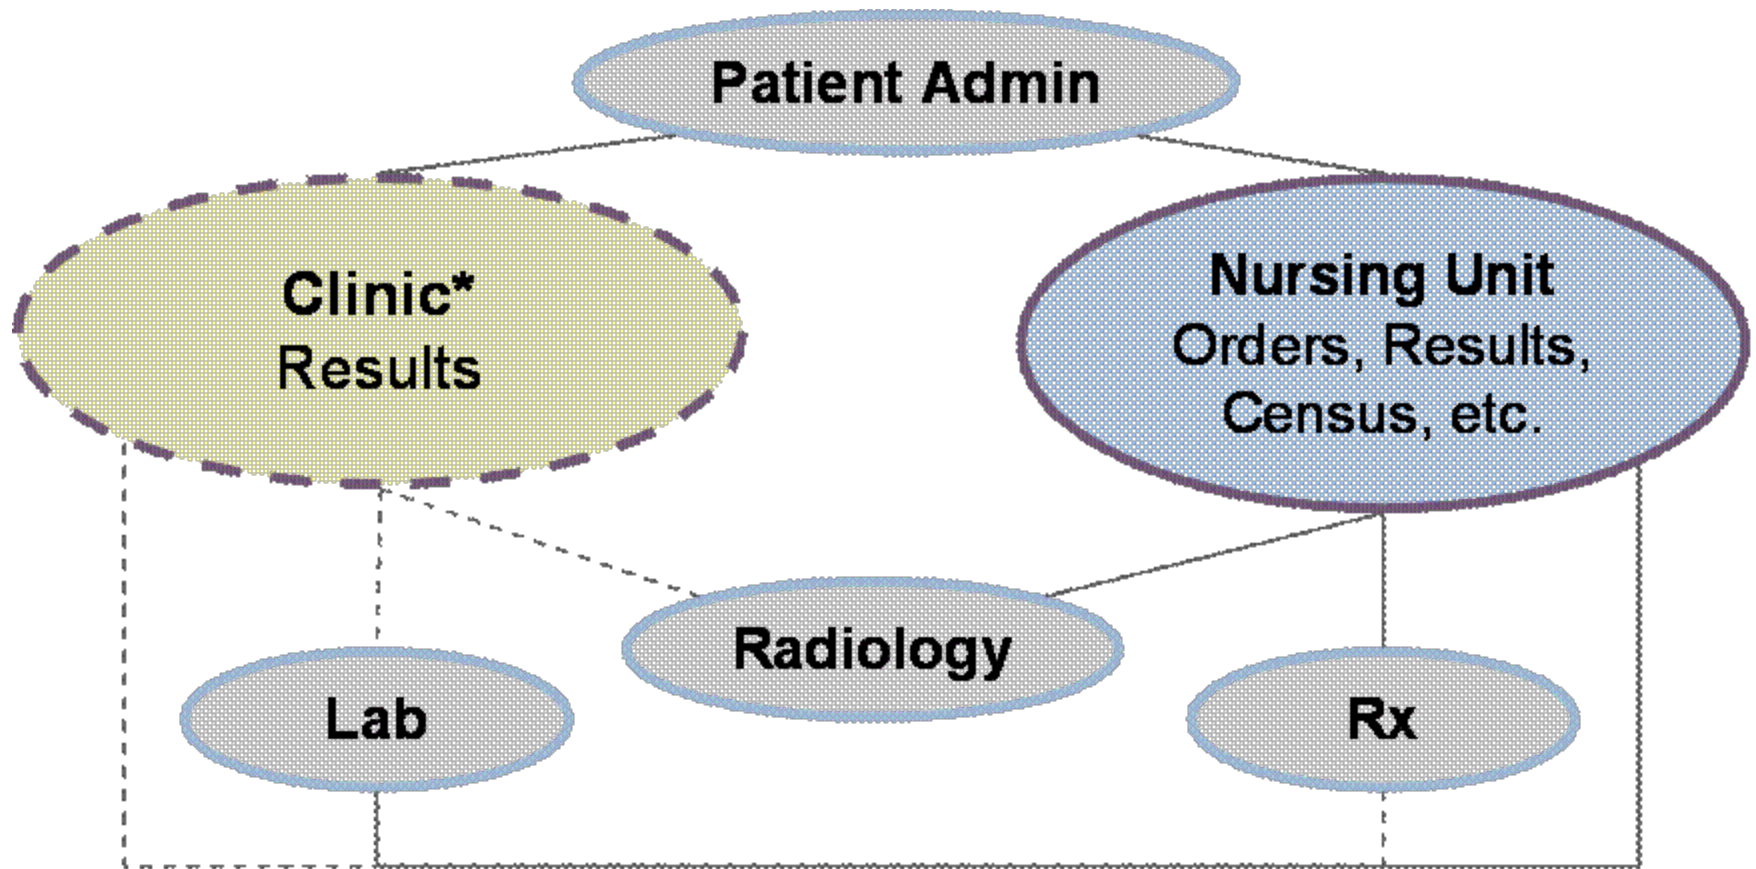 Patient Admin
Clinic*
Results
Nursing Unit
Orders, Results,
Census, etc.
Radiology
Lab
Rx